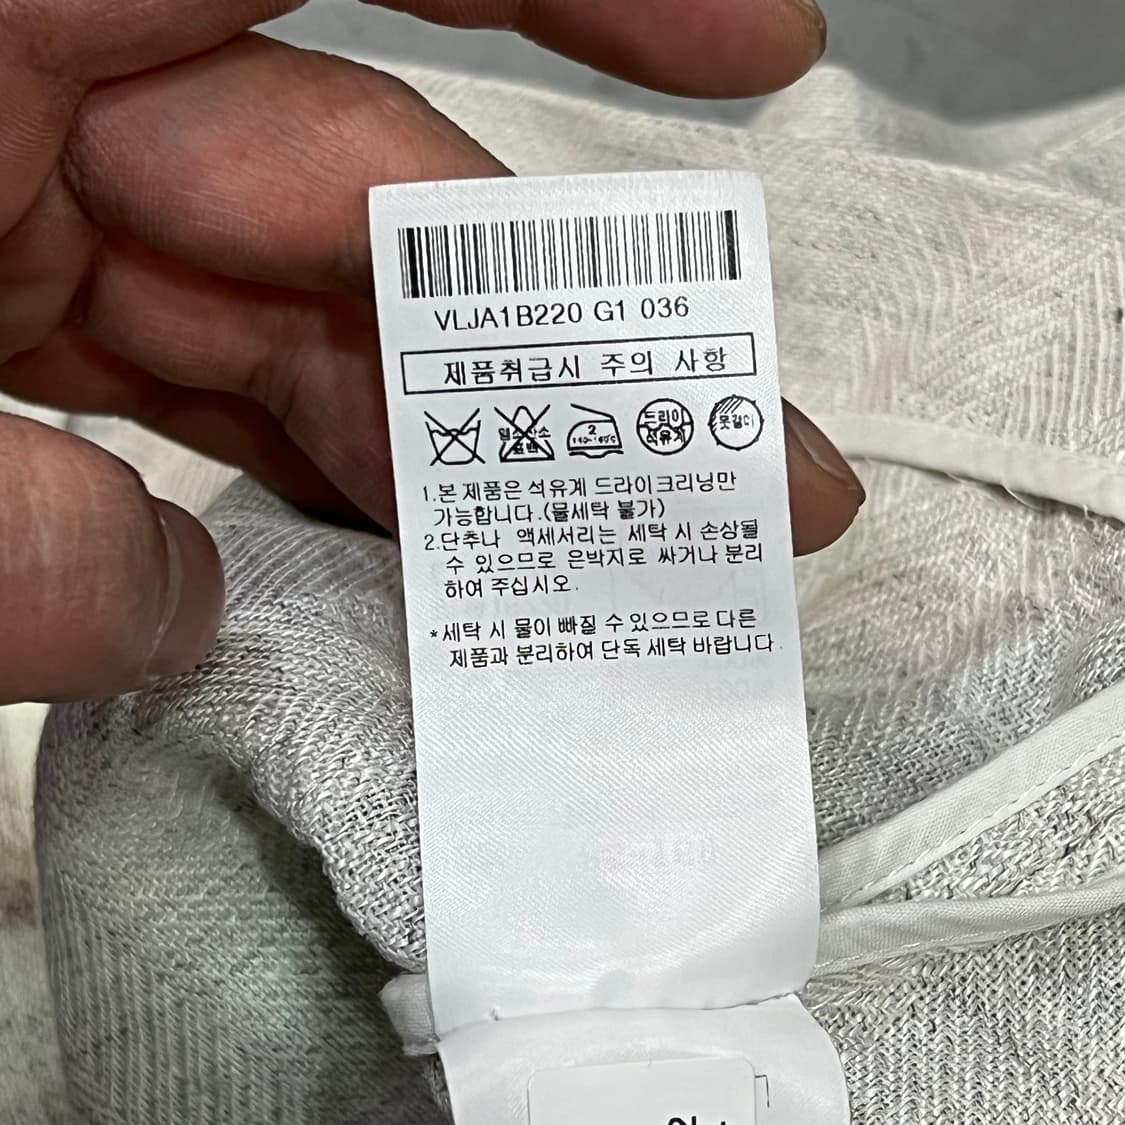 VLJA1B220 G1 036
제품취급시 주의 사항
염소산소
표백
2
140~160℃
드라이
석유계
옷걸이
1.본 제품은 석유계 드라이크리닝만
가능합니다.(물세탁 불가)
2.단추나 액세서리는 세탁 시 손상될
수 있으므로 은박지로 싸거나 분리
하여 주십시오.
*세탁 시 물이 빠질 수 있으므로 다른
제품과 분리하여 단독 세탁 바랍니다.